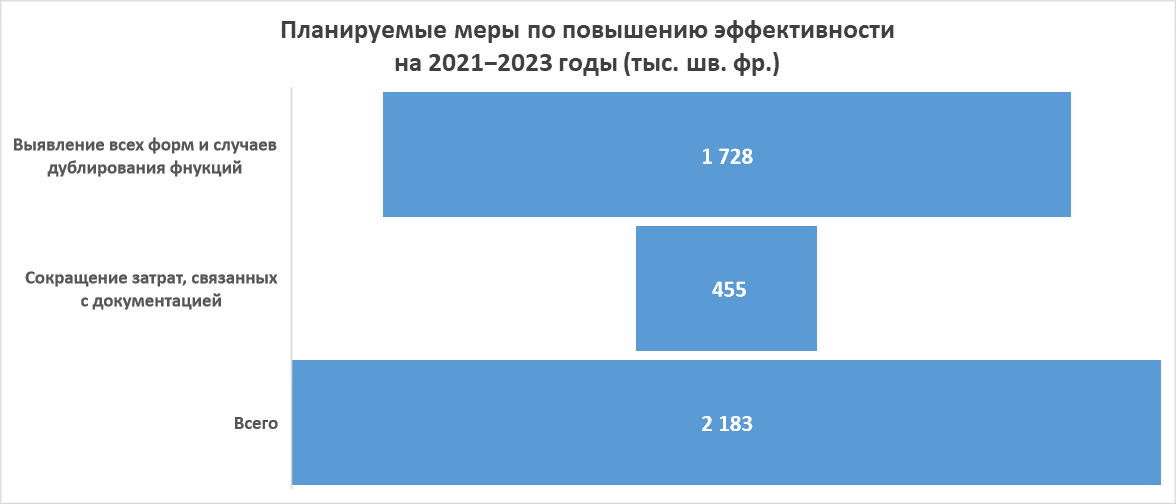 Планируемые меры по повышению эффективности
на 2021–2023 годы (тыс. шв. фр.)
Выявление всех форм и случаев
дублирования фнукций
1 728
Сокращение затрат, связанных
с документацией
455
Всего
2 183